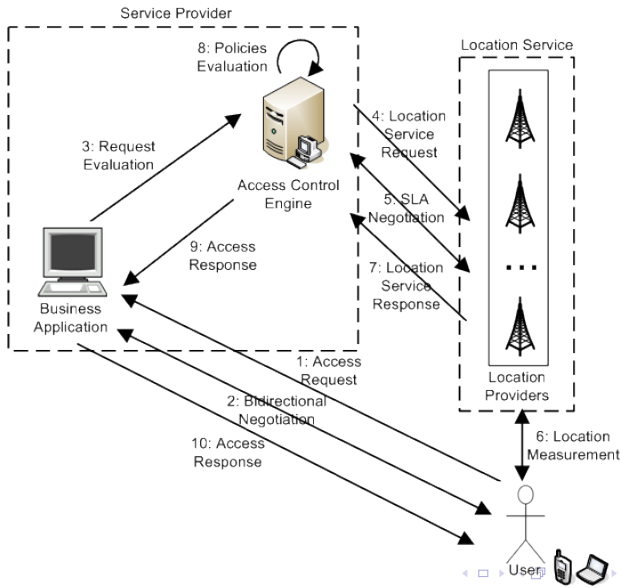 Service Provider
8: Policies
Evaluation
Location Service
3: Request
Evaluation
4: Location
Service
Request
Access Control
Engine
5: SLA
Negotiation
9: Access
Response
7: Location
Service
Response
...
Business
Application
1: Access
Request
Location
Providers
2: Bidirectional
Negotiation
10: Access
Response
6: Location
Measurement
User